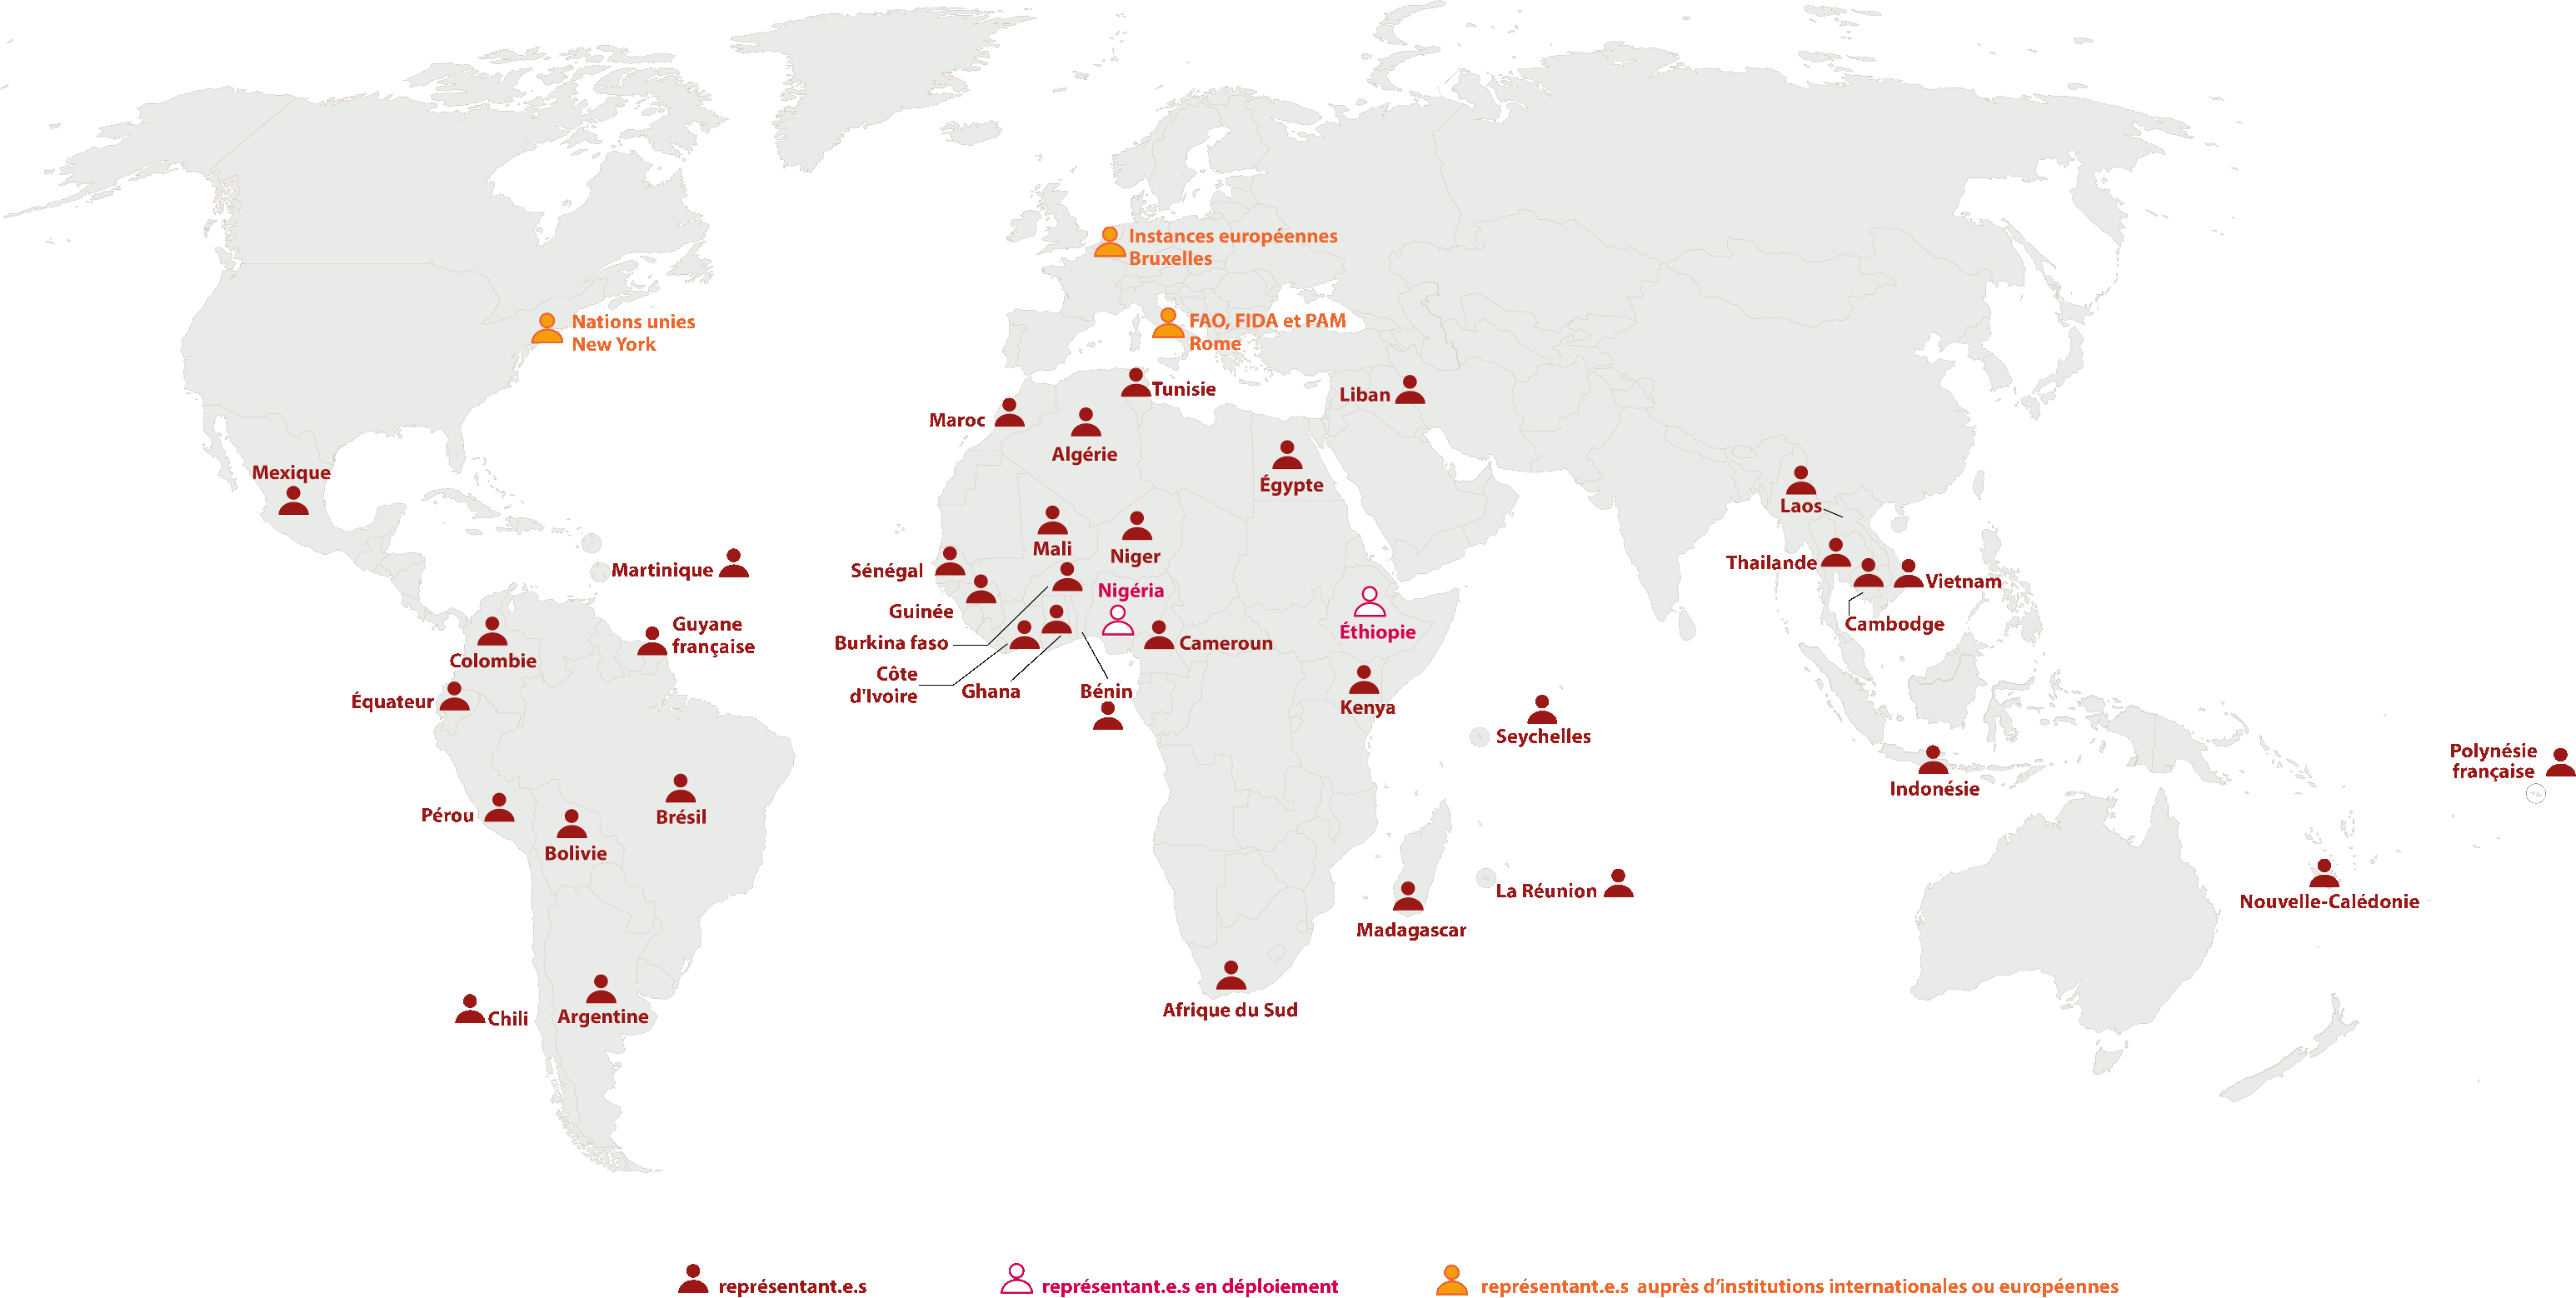 Instances européennes
Bruxelles
Nations unies
New York
FAO, FIDA et PAM
Rome
Tunisie
Liban
Maroc
Algérie
Mexique
Égypte
Laos
Mali
Niger
Martinique
Sénégal
Thailande
Vietnam
Nigéria
Guinée
Guyane
française
Cambodge
Éthiopie
Burkina faso
Cameroun
Colombie
Côte
d'Ivoire
Ghana
Bénin
Équateur
Kenya
Seychelles
Polynésie
française
Indonésie
Pérou
Brésil
Bolivie
La Réunion
Nouvelle-Calédonie
Madagascar
Afrique du Sud
Chili
Argentine
représentant.e.s
représentant.e.s en déploiement
représentant.e.s auprès d’institutions internationales ou européennes